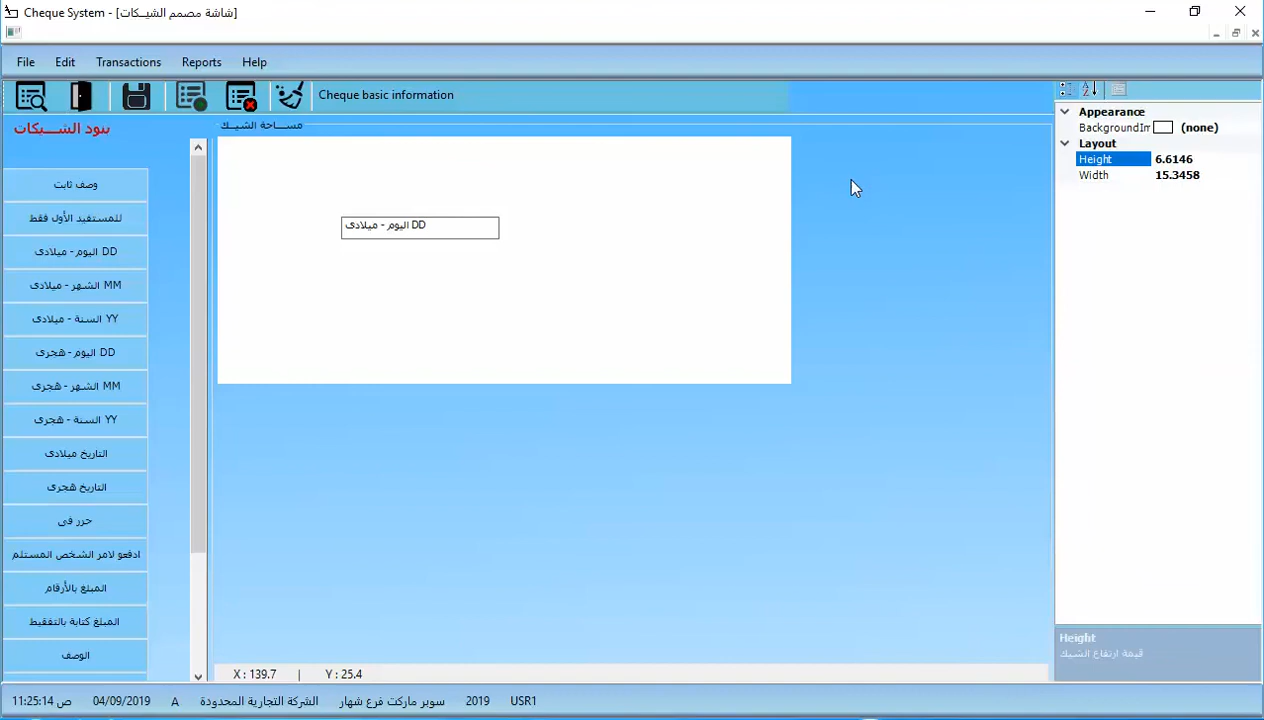 Cheque System - [شاشة مصمم الشيــكات]
File Edit Transactions Reports Help
Cheque basic information
بنود الشـــيكات
وصف ثابت
للمستفيد الأول فقط
DD اليوم - ميلادى
MM الشهر - ميلادى
YY السنة - ميلادى
DD اليوم - هجرى
MM الشهر - هجرى
YY السنة - هجرى
التاريخ ميلادى
التاريخ هجرى
حرر فى
ادفعو لامر الشخص المستلم
المبلغ بالأرقام
المبلغ كتابة بالتفقيط
الوصف
مســـاحة الشيــك
DD اليوم - ميلادى
X : 139.7 | Y : 25.4
Appearance
BackgroundIm (none)
Layout
Height 6.6146
Width 15.3458
Height
قيمة ارتفاع الشيك
11:25:14 ص 04/09/2019 A الشركة التجارية المحدودة سوبر ماركت فرع شهار 2019 USR1